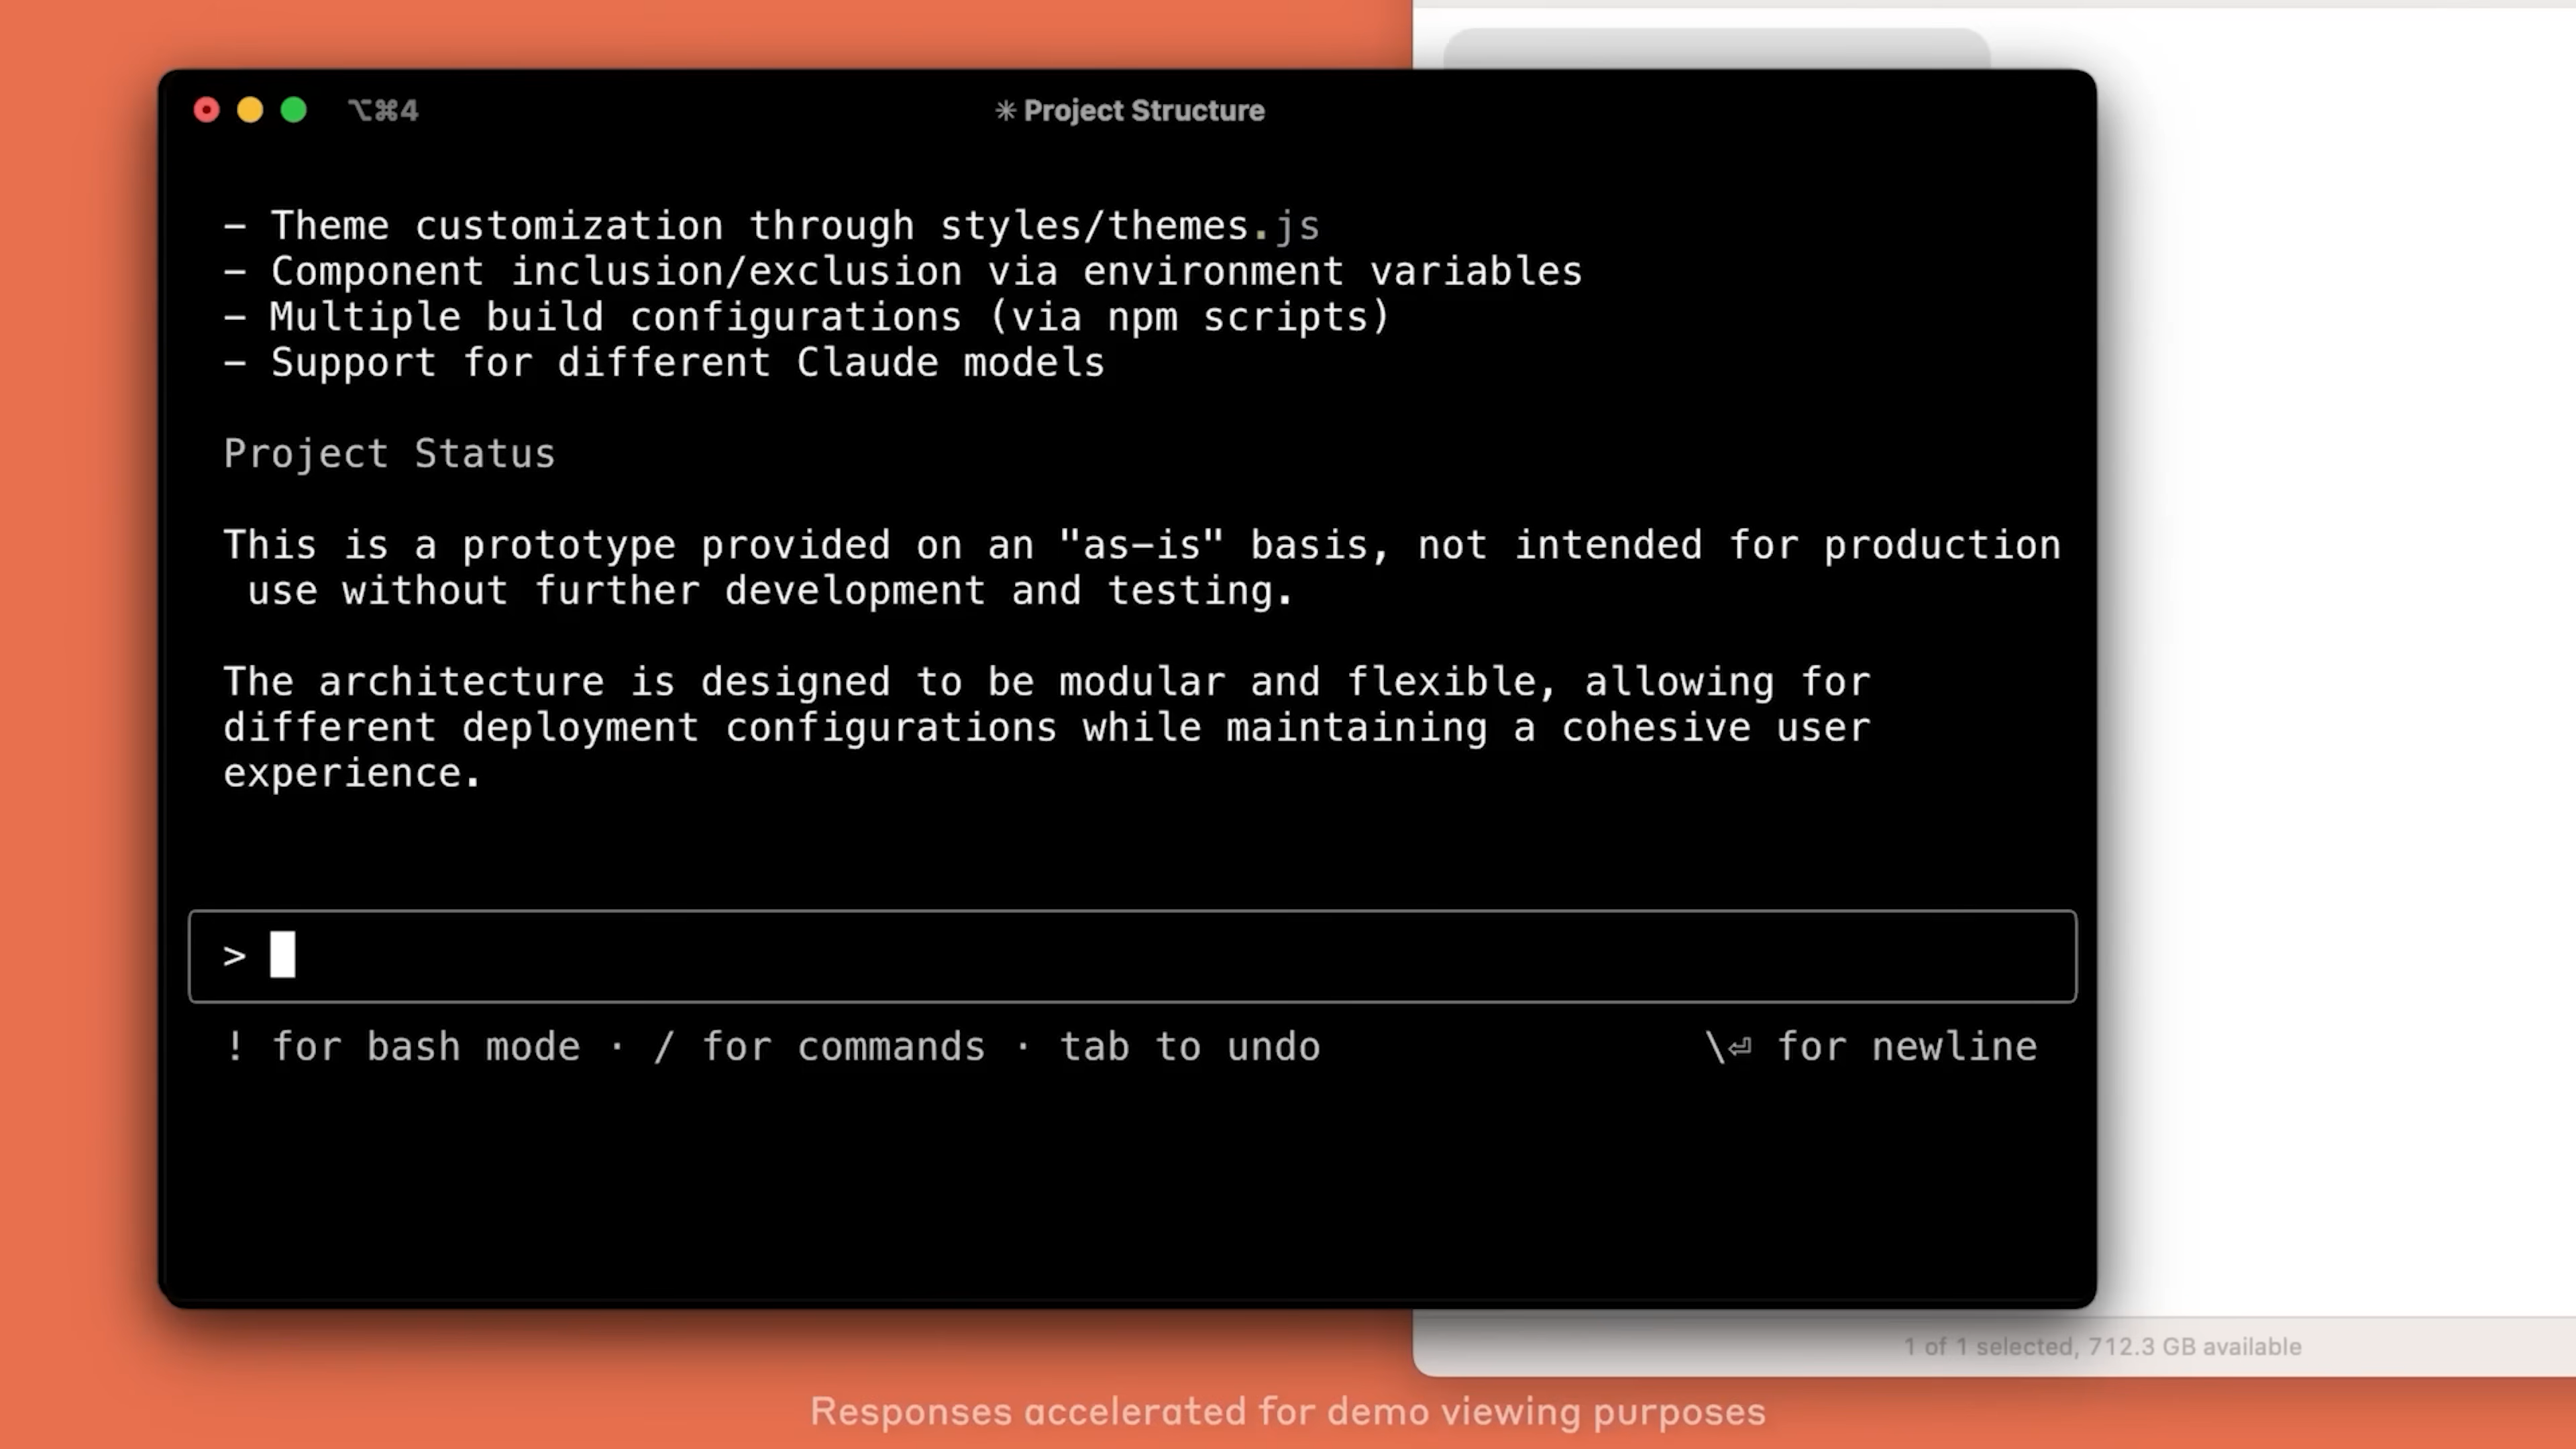 ⌥⌘4
✳ Project Structure
– Theme customization through styles/themes.js
– Component inclusion/exclusion via environment variables
– Multiple build configurations (via npm scripts)
– Support for different Claude models
Project Status
This is a prototype provided on an "as-is" basis, not intended for production
use without further development and testing.
The architecture is designed to be modular and flexible, allowing for
different deployment configurations while maintaining a cohesive user
experience.
>
! for bash mode · / for commands · tab to undo
\⏎ for newline
1 of 1 selected, 712.3 GB available
Responses accelerated for demo viewing purposes